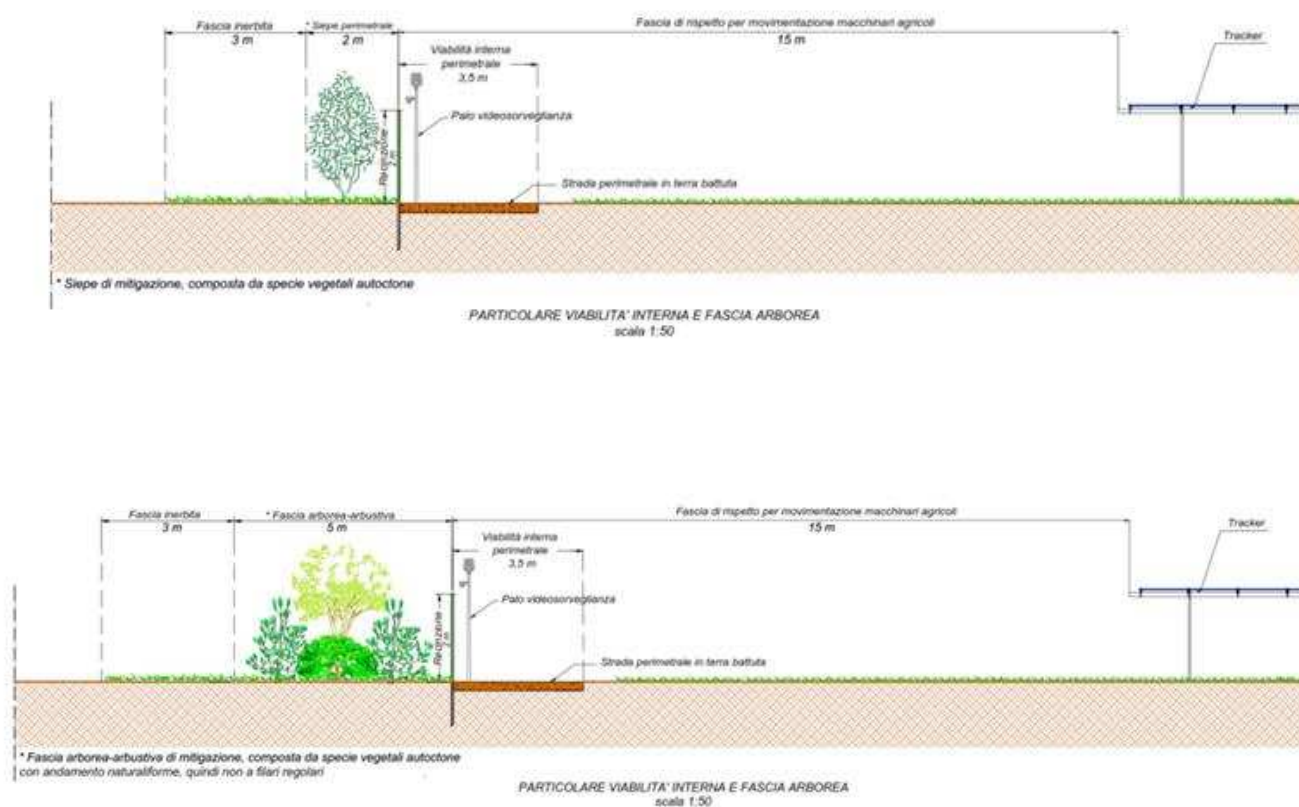 Fascia inerbita
3 m
* Siepe perimetrale
2 m
Fascia di rispetto per movimentazione macchinari agricoli
15 m
Viabilità interna
perimetrale
3,5 m
Tracker
Palo videosorveglianza
Recinzione
2 m
Strada perimetrale in terra battuta
* Siepe di mitigazione, composta da specie vegetali autoctone
PARTICOLARE VIABILITA' INTERNA E FASCIA ARBOREA
scala 1:50
Fascia inerbita
3 m
* Fascia arborea-arbustiva
5 m
Fascia di rispetto per movimentazione macchinari agricoli
15 m
Viabilità interna
perimetrale
3,5 m
Tracker
Palo videosorveglianza
Recinzione
2 m
Strada perimetrale in terra battuta
* Fascia arborea-arbustiva di mitigazione, composta da specie vegetali autoctone
con andamento naturaliforme, quindi non a filari regolari
PARTICOLARE VIABILITA' INTERNA E FASCIA ARBOREA
scala 1:50